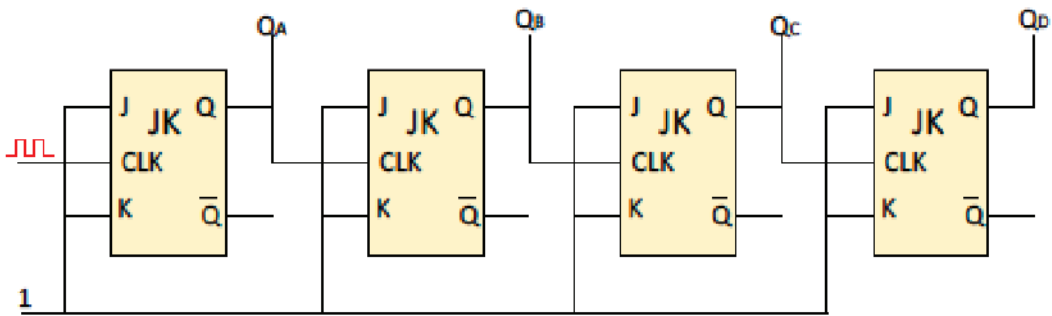 QA QB QC QD
J JK Q J JK Q J JK Q J JK Q
CLK CLK CLK CLK
K Q̅ K Q̅ K Q̅ K Q̅
1